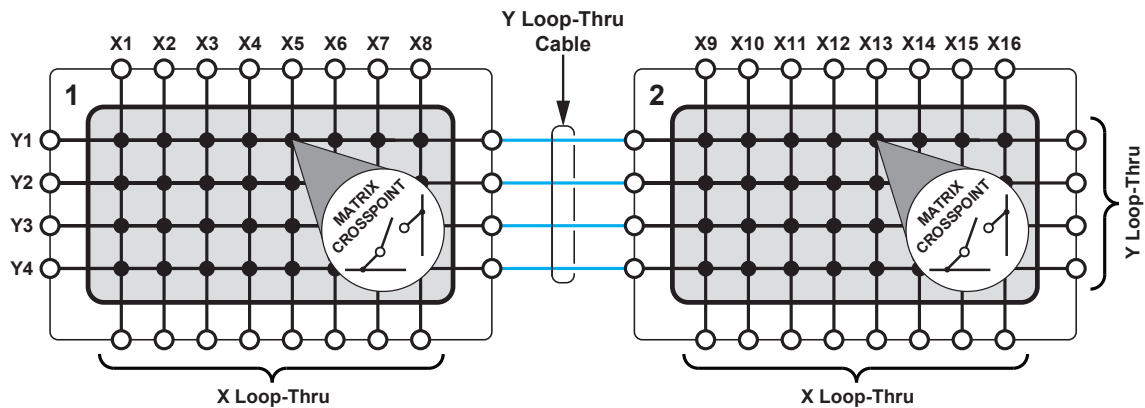 Y Loop-Thru
Cable
X1 X2 X3 X4 X5 X6 X7 X8
X9 X10 X11 X12 X13 X14 X15 X16
1
2
Y1
Y2
Y3
Y4
MATRIX
CROSSPOINT
MATRIX
CROSSPOINT
Y Loop-Thru
X Loop-Thru
X Loop-Thru